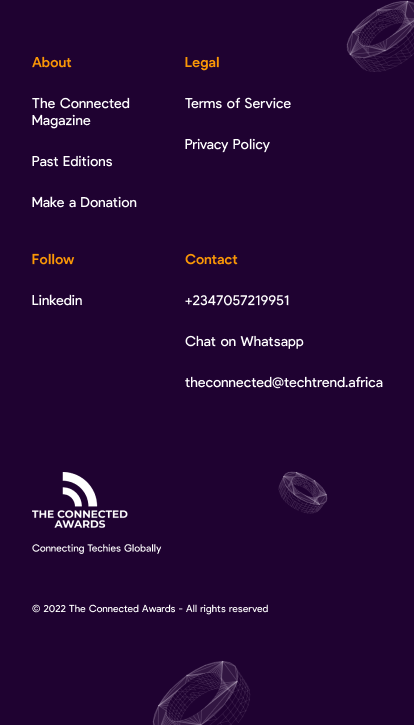 About
The Connected
Magazine
Past Editions
Make a Donation
Legal
Terms of Service
Privacy Policy
Follow
Linkedin
Contact
+2347057219951
Chat on Whatsapp
theconnected@techtrend.africa
THE CONNECTED
AWARDS
Connecting Techies Globally
© 2022 The Connected Awards - All rights reserved